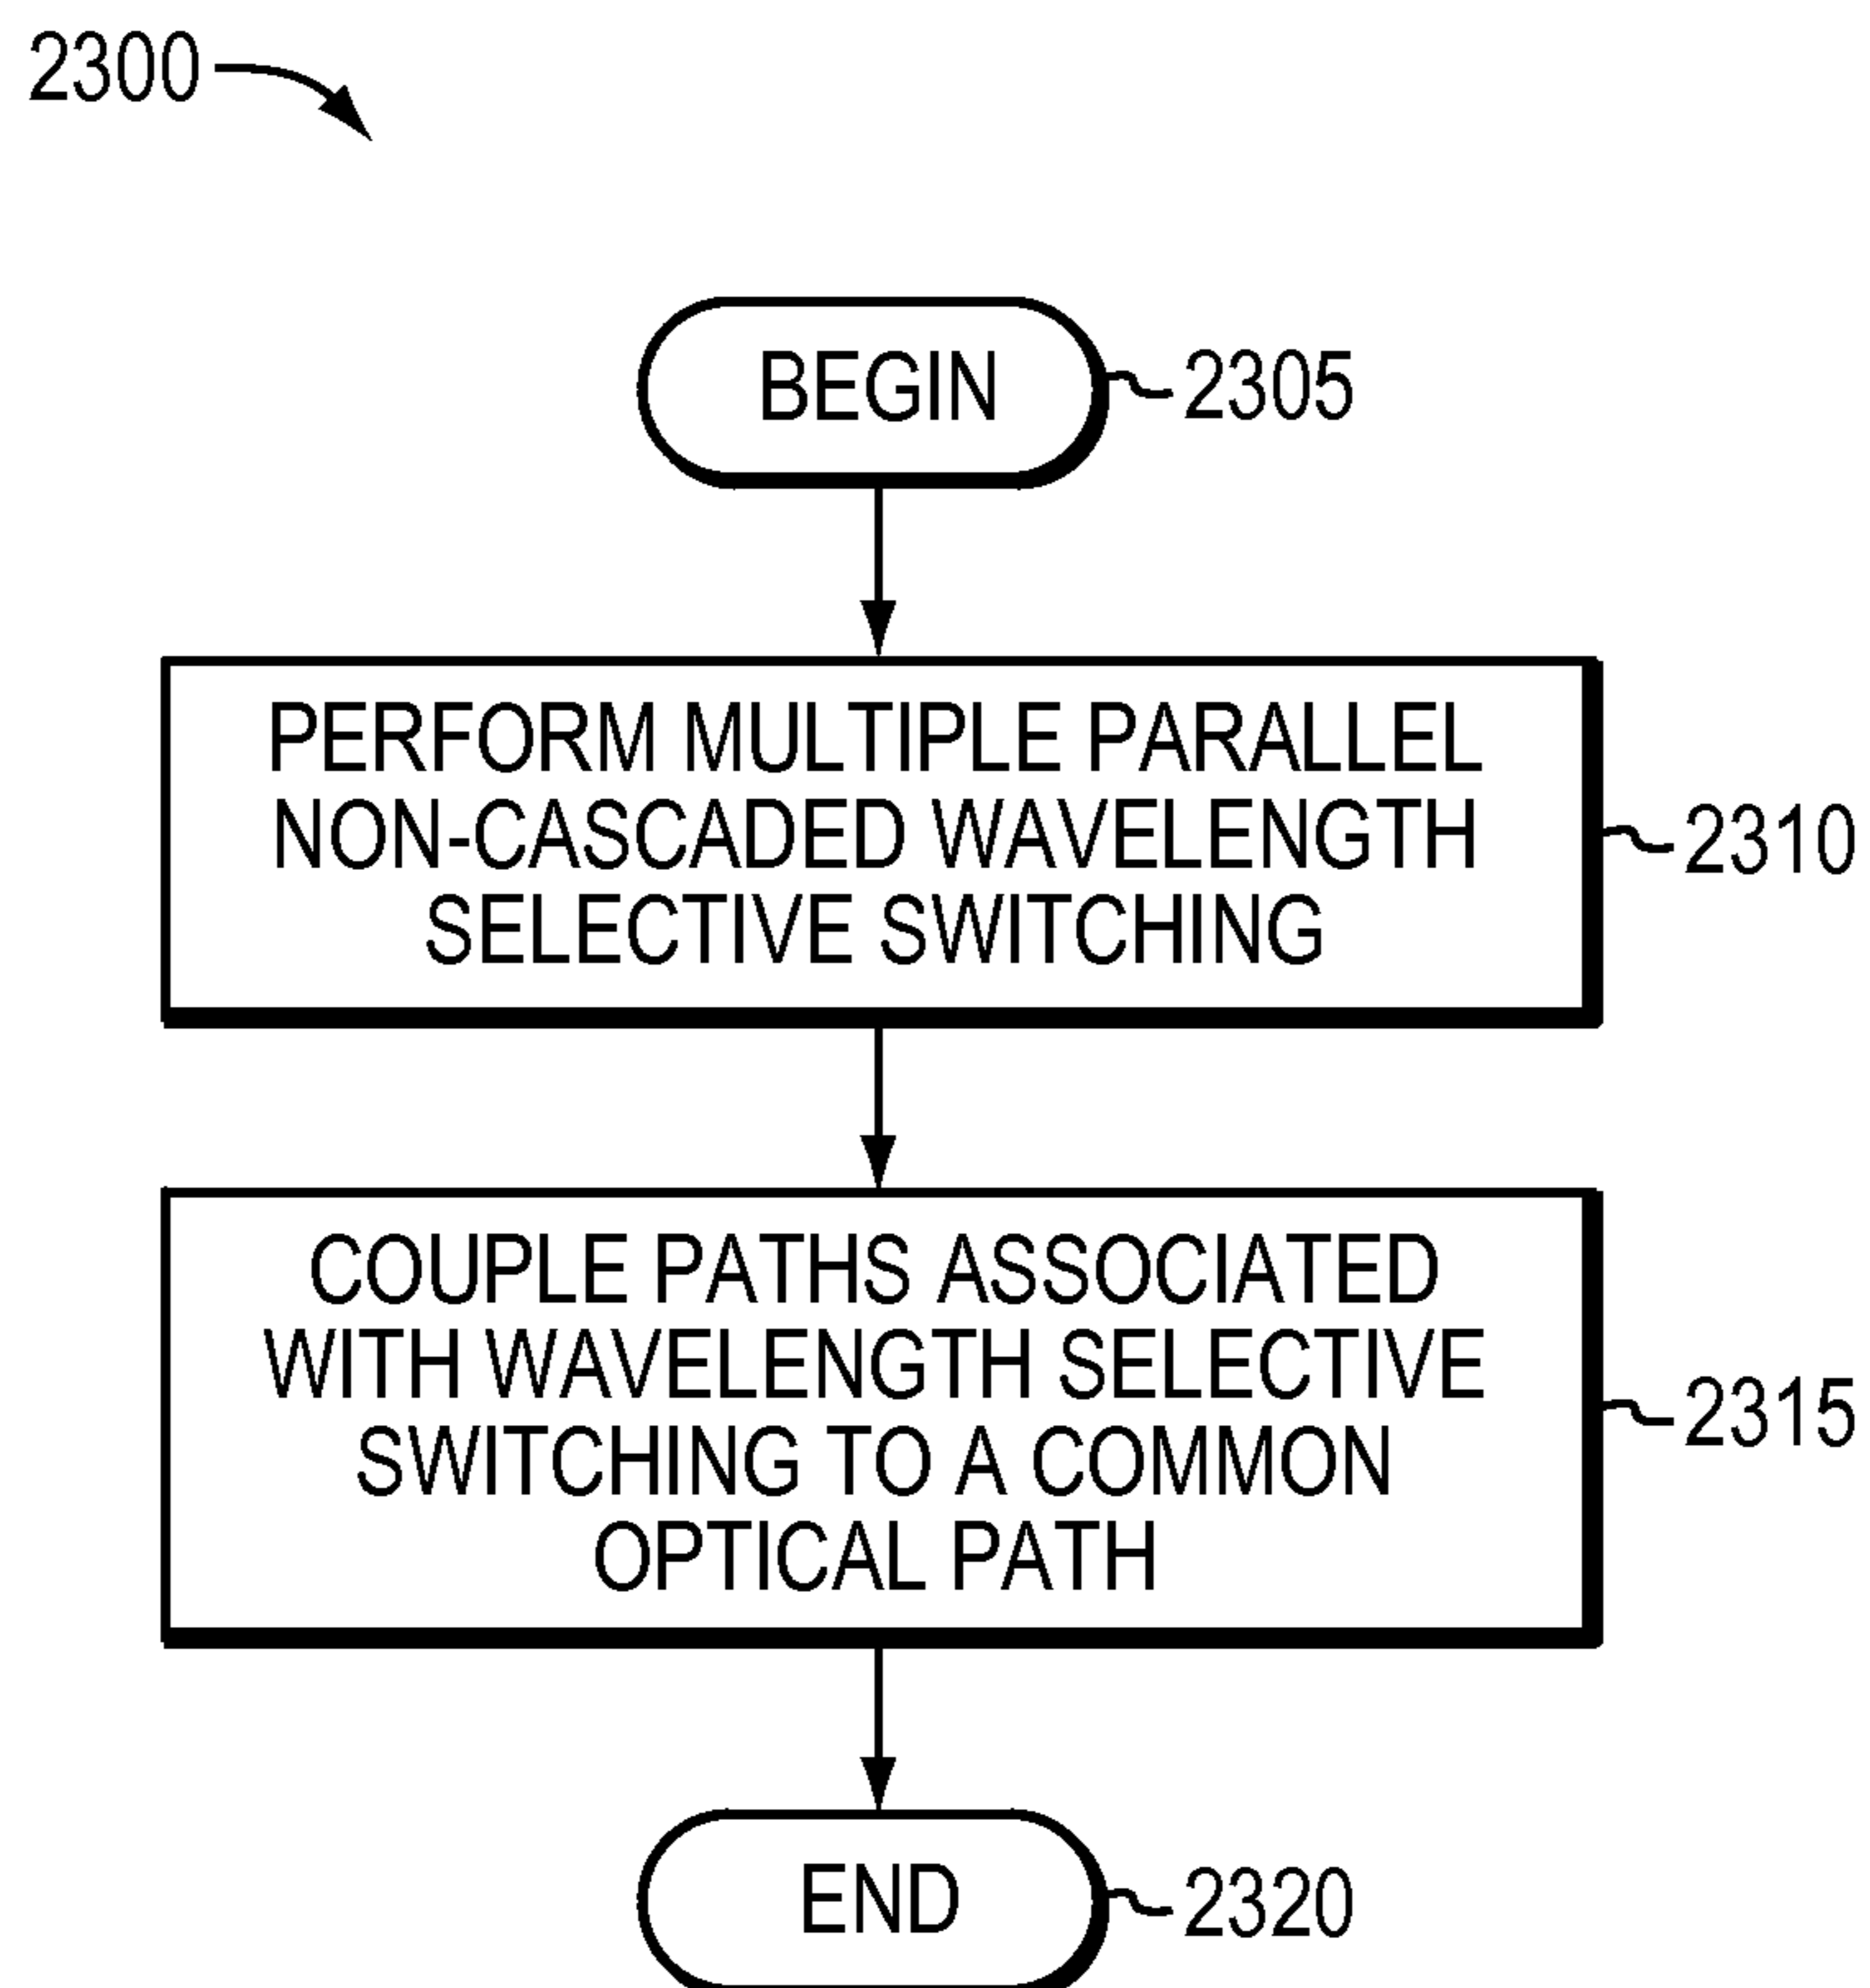 2300
BEGIN
2305
PERFORM MULTIPLE PARALLEL
NON-CASCADED WAVELENGTH
SELECTIVE SWITCHING
2310
COUPLE PATHS ASSOCIATED
WITH WAVELENGTH SELECTIVE
SWITCHING TO A COMMON
OPTICAL PATH
2315
END
2320